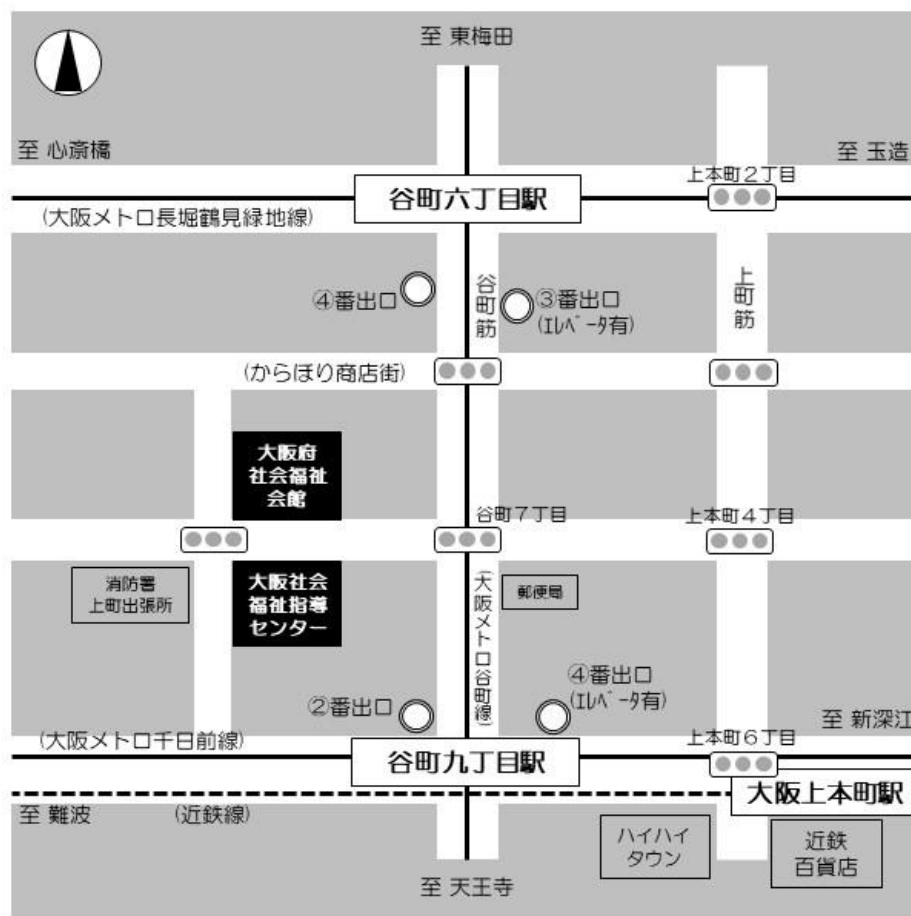 至 東梅田
至 心斎橋
至 玉造
上本町2丁目
谷町六丁目駅
(大阪メトロ長堀鶴見緑地線)
谷町筋
上町筋
④番出口
③番出口
(ｴﾚﾍﾞｰﾀ有)
(からほり商店街)
大阪府
社会福祉
会館
谷町7丁目
上本町4丁目
消防署
上町出張所
大阪社会
福祉指導
センター
(大阪メトロ谷町線)
郵便局
②番出口
④番出口
(ｴﾚﾍﾞｰﾀ有)
至 新深江
(大阪メトロ千日前線)
上本町6丁目
谷町九丁目駅
大阪上本町駅
至 難波
(近鉄線)
ハイハイ
タウン
近鉄
百貨店
至 天王寺